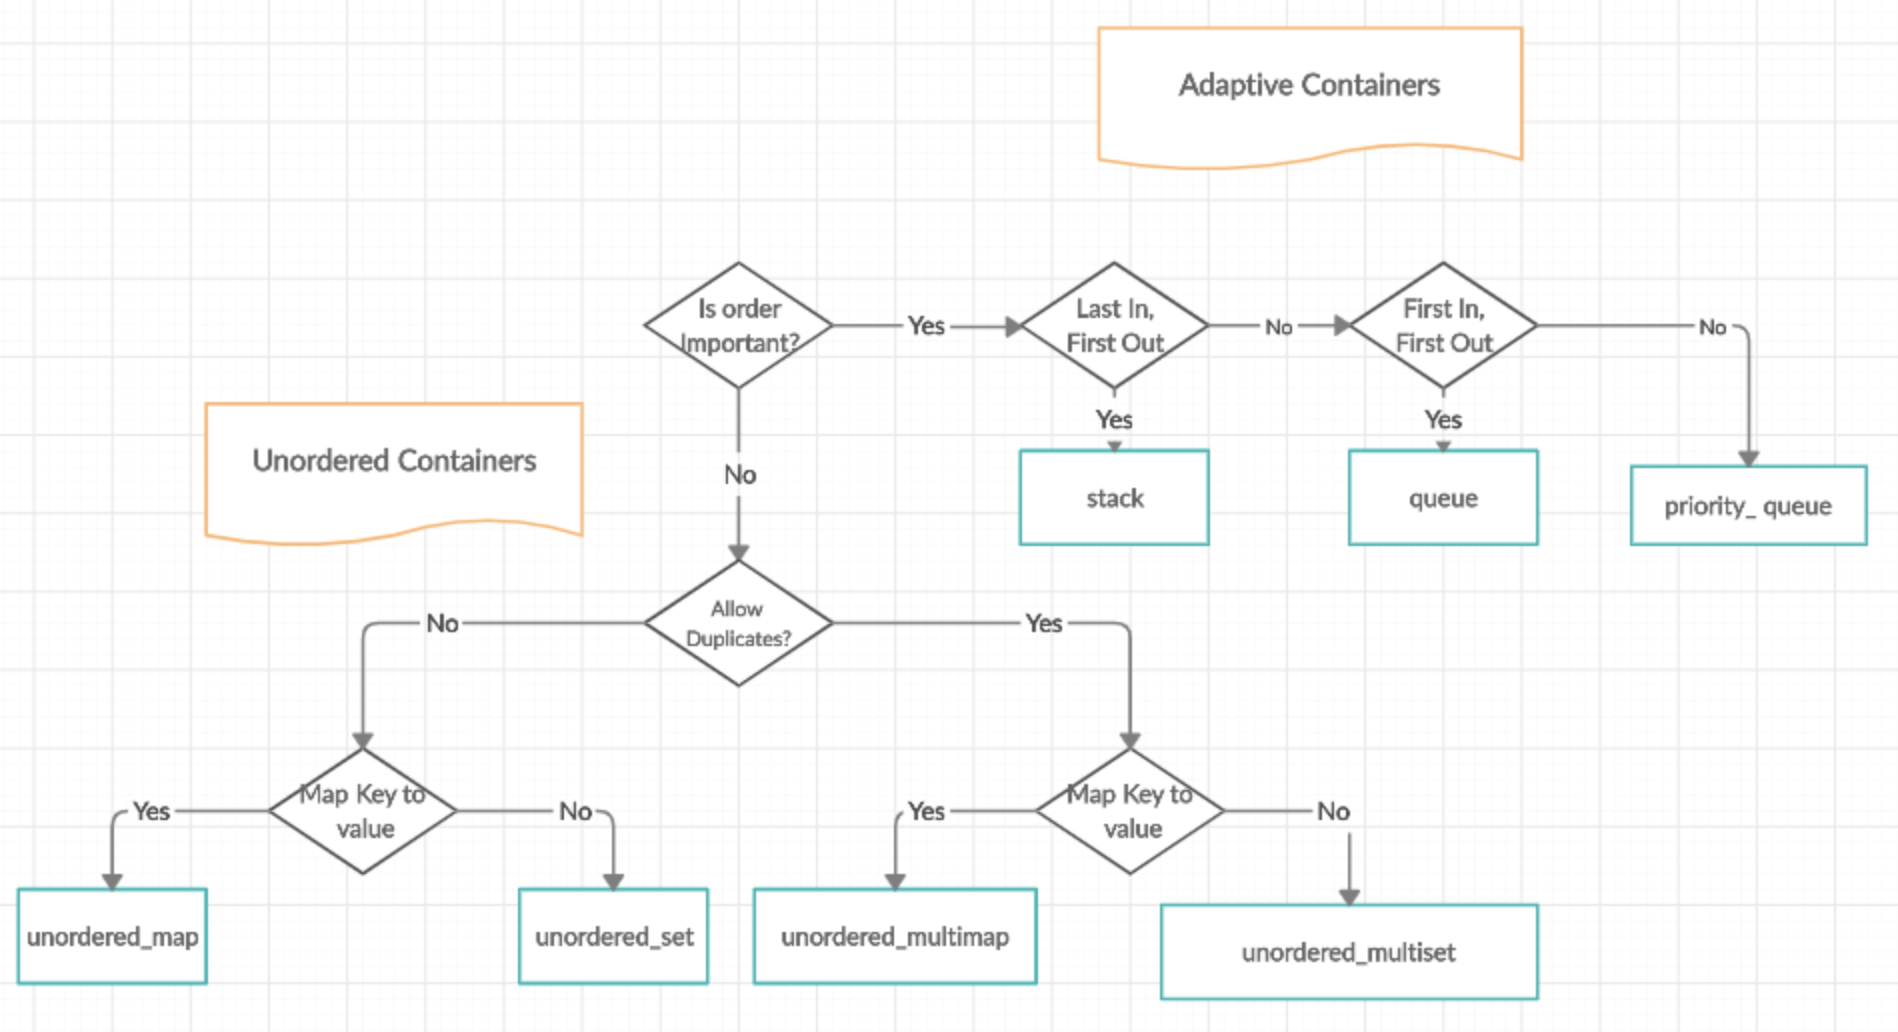 Adaptive Containers
Is order
Important?
Yes
Last In,
First Out
No
First In,
First Out
No
Yes
Yes
stack
queue
priority_ queue
Unordered Containers
No
Allow
Duplicates?
No
Yes
Map Key to
value
Yes
No
Map Key to
value
Yes
No
unordered_map
unordered_set
unordered_multimap
unordered_multiset